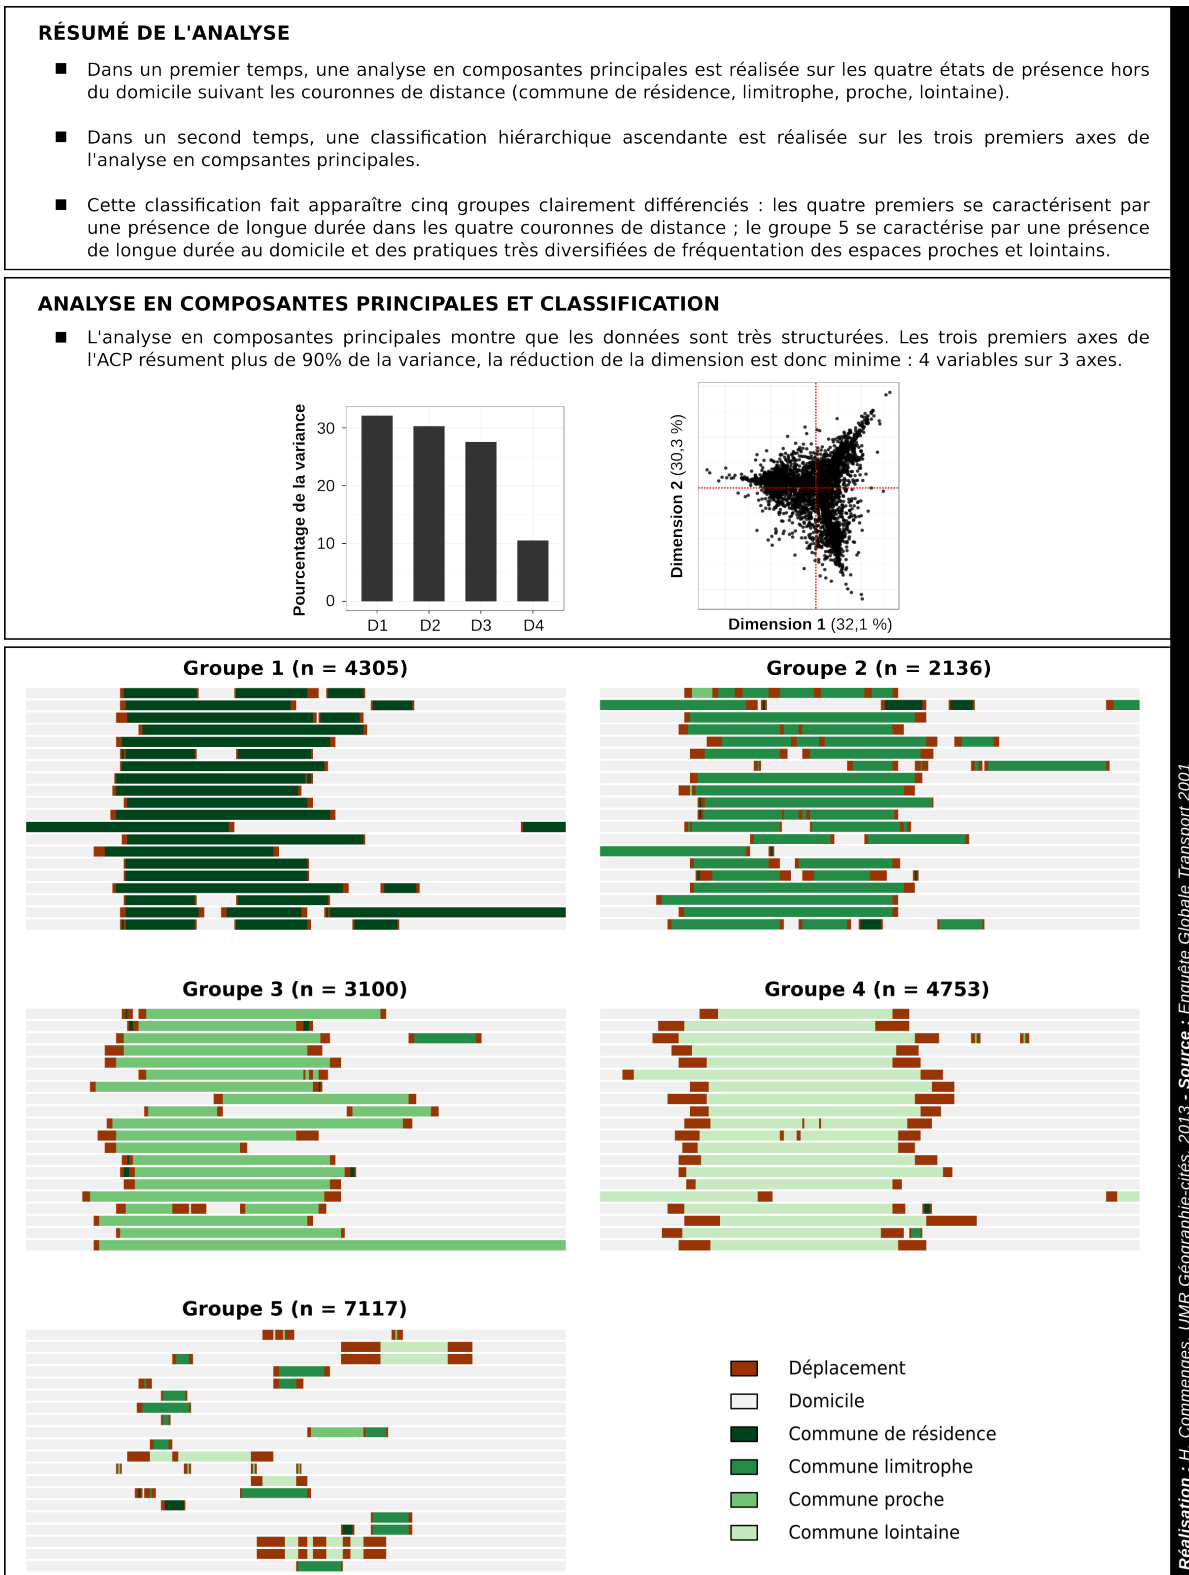 RÉSUMÉ DE L'ANALYSE
■ Dans un premier temps, une analyse en composantes principales est réalisée sur les quatre états de présence hors
du domicile suivant les couronnes de distance (commune de résidence, limitrophe, proche, lointaine).
■ Dans un second temps, une classification hiérarchique ascendante est réalisée sur les trois premiers axes de
l'analyse en compsantes principales.
■ Cette classification fait apparaître cinq groupes clairement différenciés : les quatre premiers se caractérisent par
une présence de longue durée dans les quatre couronnes de distance ; le groupe 5 se caractérise par une présence
de longue durée au domicile et des pratiques très diversifiées de fréquentation des espaces proches et lointains.
ANALYSE EN COMPOSANTES PRINCIPALES ET CLASSIFICATION
■ L'analyse en composantes principales montre que les données sont très structurées. Les trois premiers axes de
l'ACP résument plus de 90% de la variance, la réduction de la dimension est donc minime : 4 variables sur 3 axes.
Pourcentage de la variance
30
20
10
0
D1 D2 D3 D4
Dimension 2 (30,3 %)
Dimension 1 (32,1 %)
Groupe 1 (n = 4305)
Groupe 2 (n = 2136)
Groupe 3 (n = 3100)
Groupe 4 (n = 4753)
Groupe 5 (n = 7117)
Déplacement
Domicile
Commune de résidence
Commune limitrophe
Commune proche
Commune lointaine
Réalisation : H. Commenges, UMR Géographie-cités, 2013 - Source : Enquête Globale Transport 2001